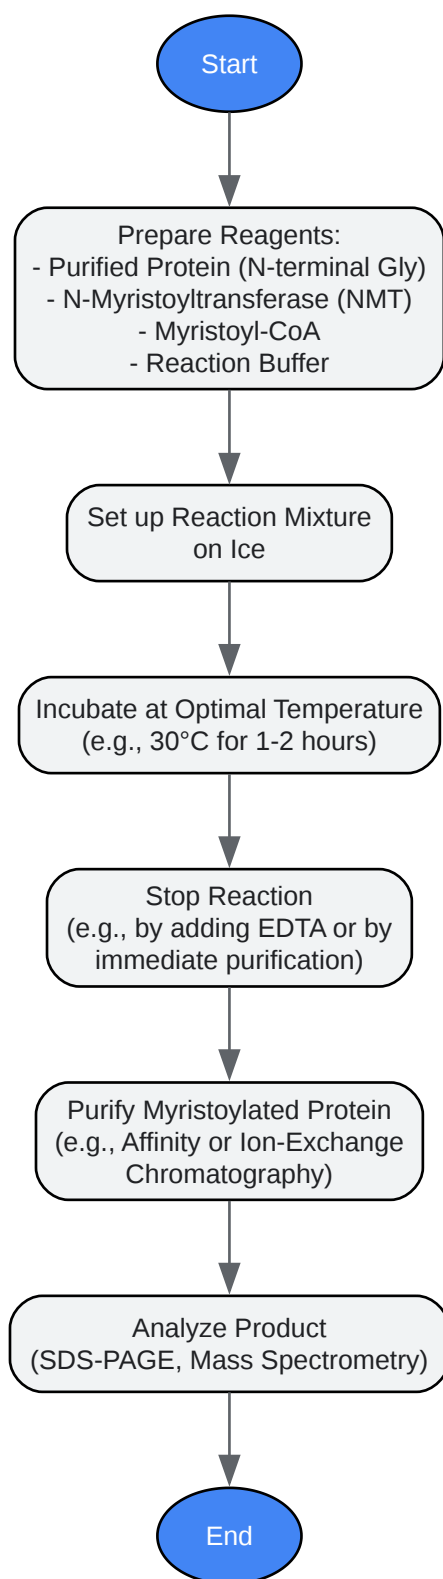 Start
Prepare Reagents:
- Purified Protein (N-terminal Gly)
- N-Myristoyltransferase (NMT)
- Myristoyl-CoA
- Reaction Buffer
Set up Reaction Mixture
on Ice
Incubate at Optimal Temperature
(e.g., 30°C for 1-2 hours)
Stop Reaction
(e.g., by adding EDTA or by
immediate purification)
Purify Myristoylated Protein
(e.g., Affinity or Ion-Exchange
Chromatography)
Analyze Product
(SDS-PAGE, Mass Spectrometry)
End